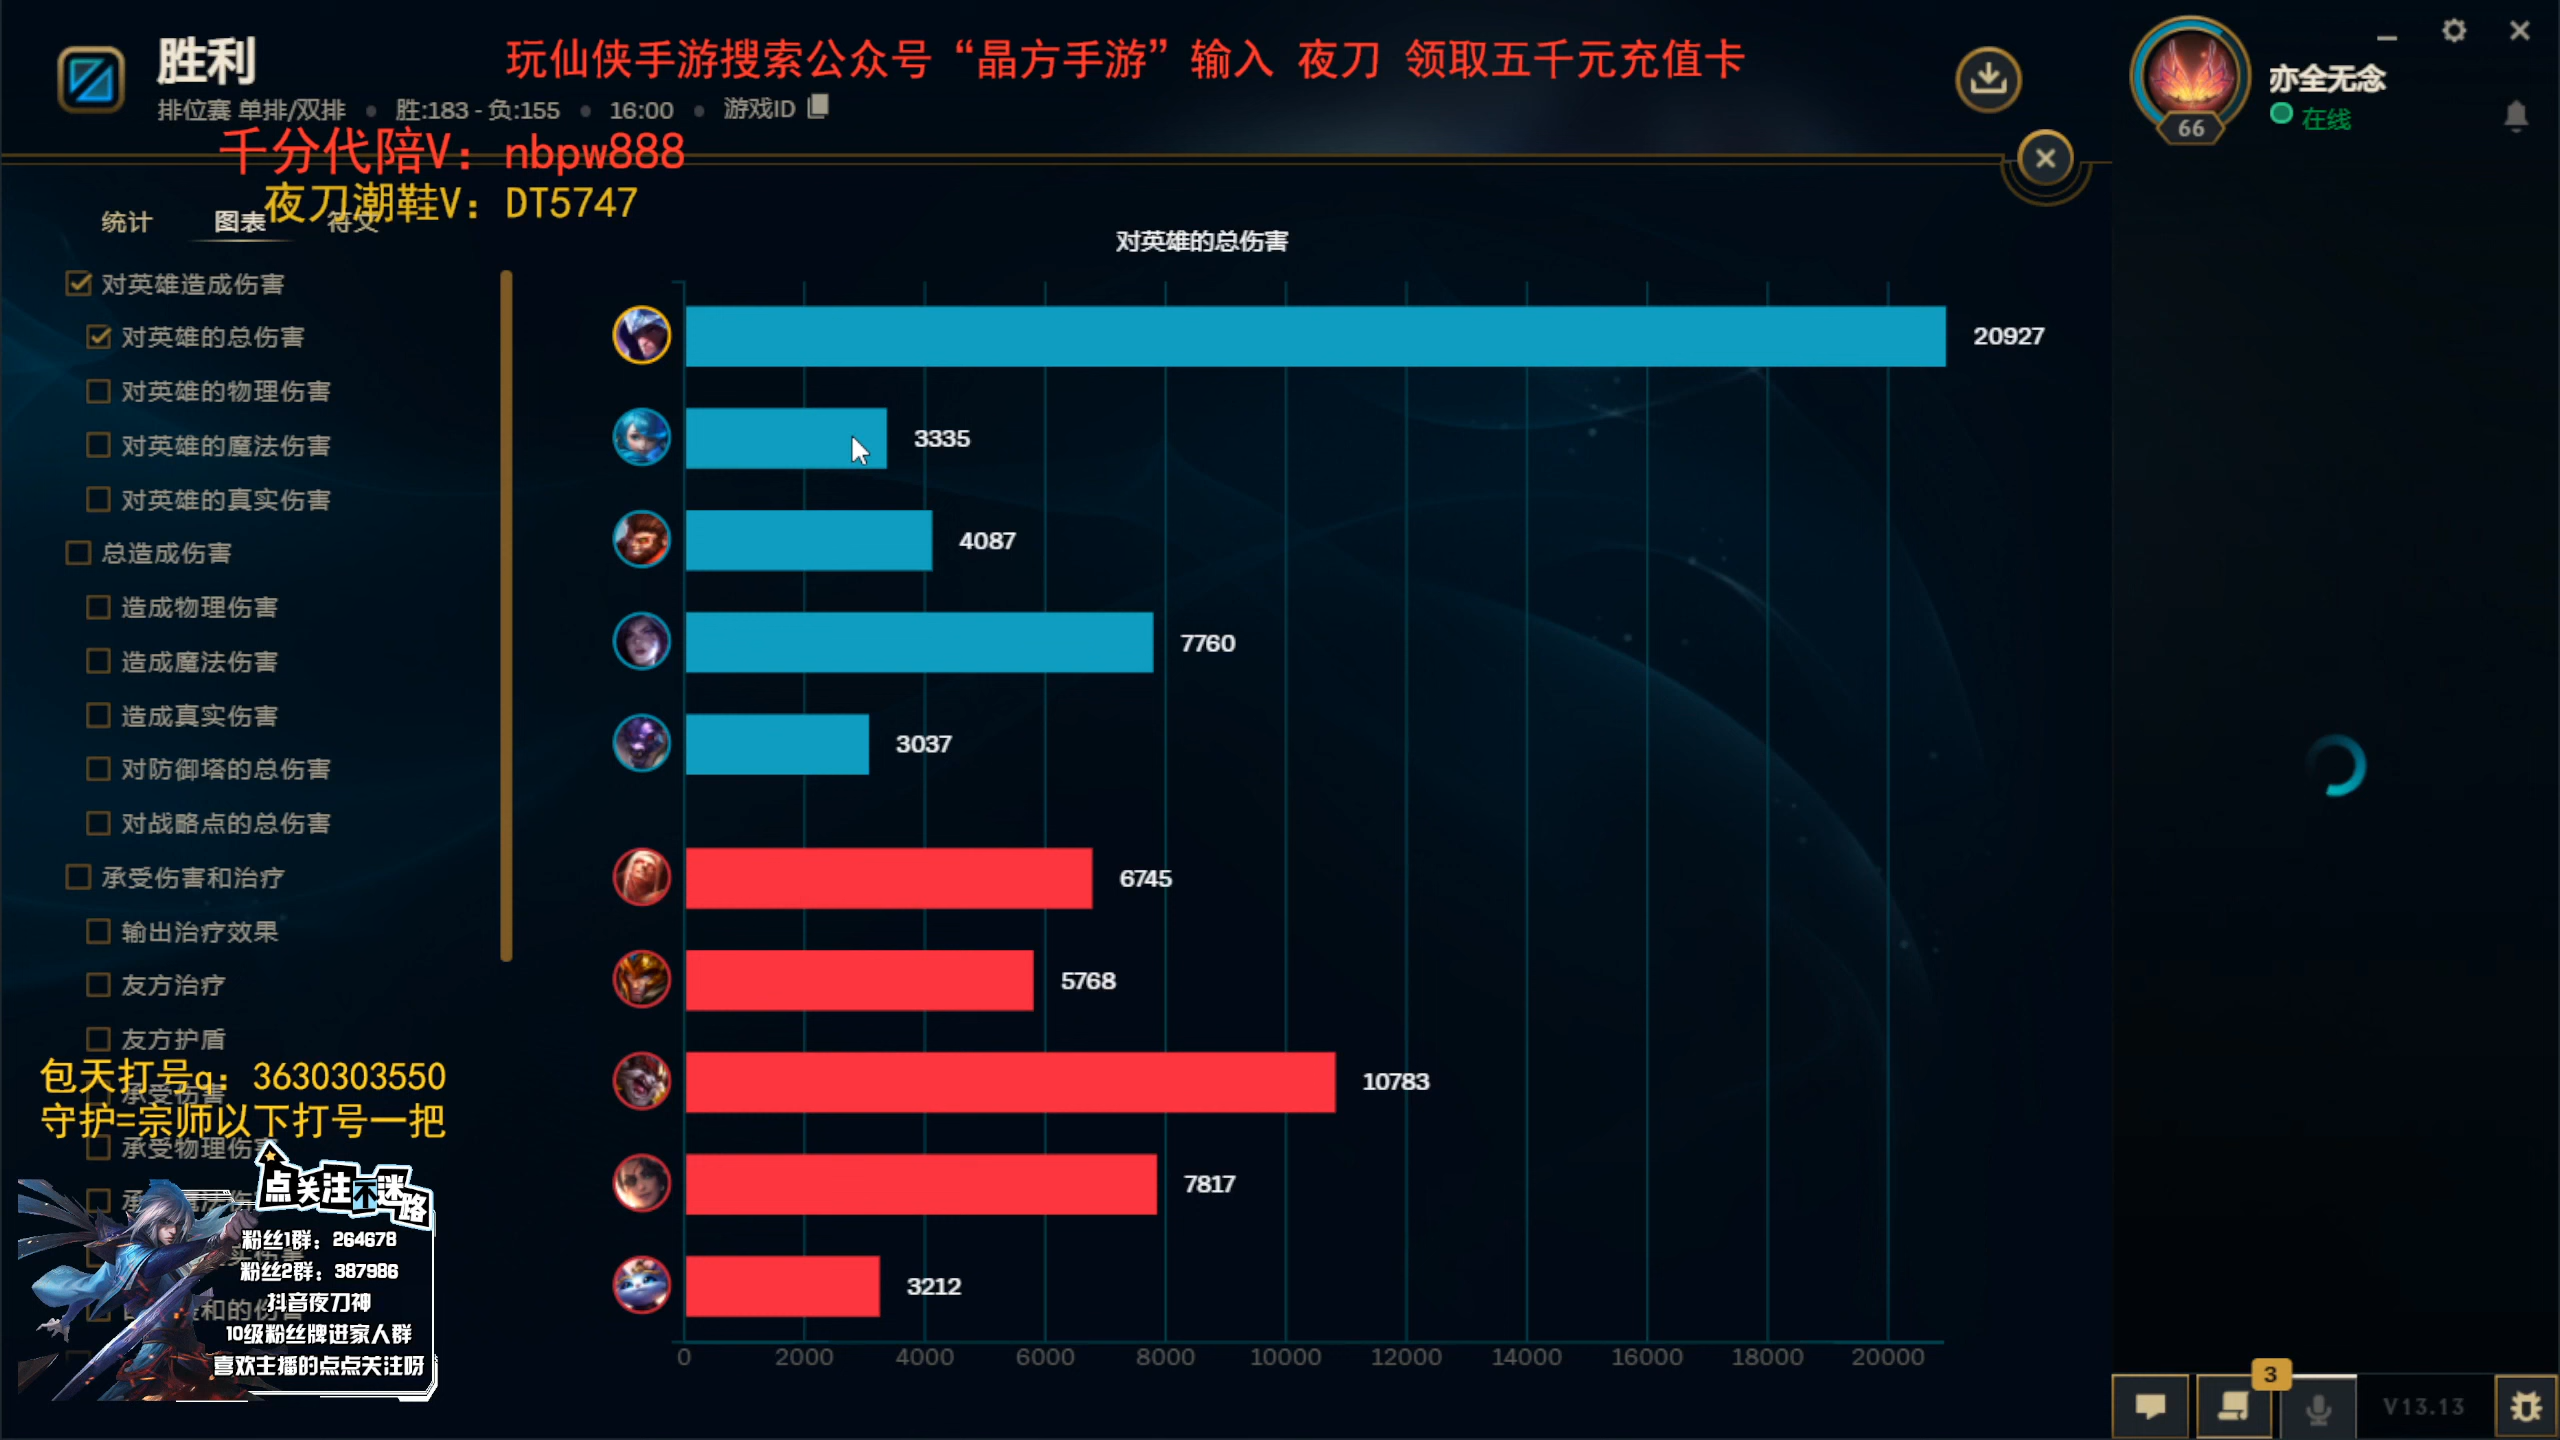 胜利
玩仙侠手游搜索公众号“晶方手游”输入 夜刀 领取五千元充值卡
排位赛 单排/双排 • 胜:183 - 负:155 • 16:00 • 游戏ID
亦全无念
在线
66
千分代陪V: nbpw888
夜刀潮鞋V: DT5747
统计 图表 符文
对英雄的总伤害
对英雄造成伤害
对英雄的总伤害
对英雄的物理伤害
对英雄的魔法伤害
对英雄的真实伤害
总造成伤害
造成物理伤害
造成魔法伤害
造成真实伤害
对防御塔的总伤害
对战略点的总伤害
承受伤害和治疗
输出治疗效果
友方治疗
友方护盾
承受伤害
承受物理伤害
包天打号q: 3630303550
守护=宗师以下打号一把
点关注不迷路
粉丝1群: 264678
粉丝2群: 387986
抖音夜刀神
10级粉丝牌进家人群
喜欢主播的点点关注呀
20927
3335
4087
7760
3037
6745
5768
10783
7817
3212
0 2000 4000 6000 8000 10000 12000 14000 16000 18000 20000
3
V13.13